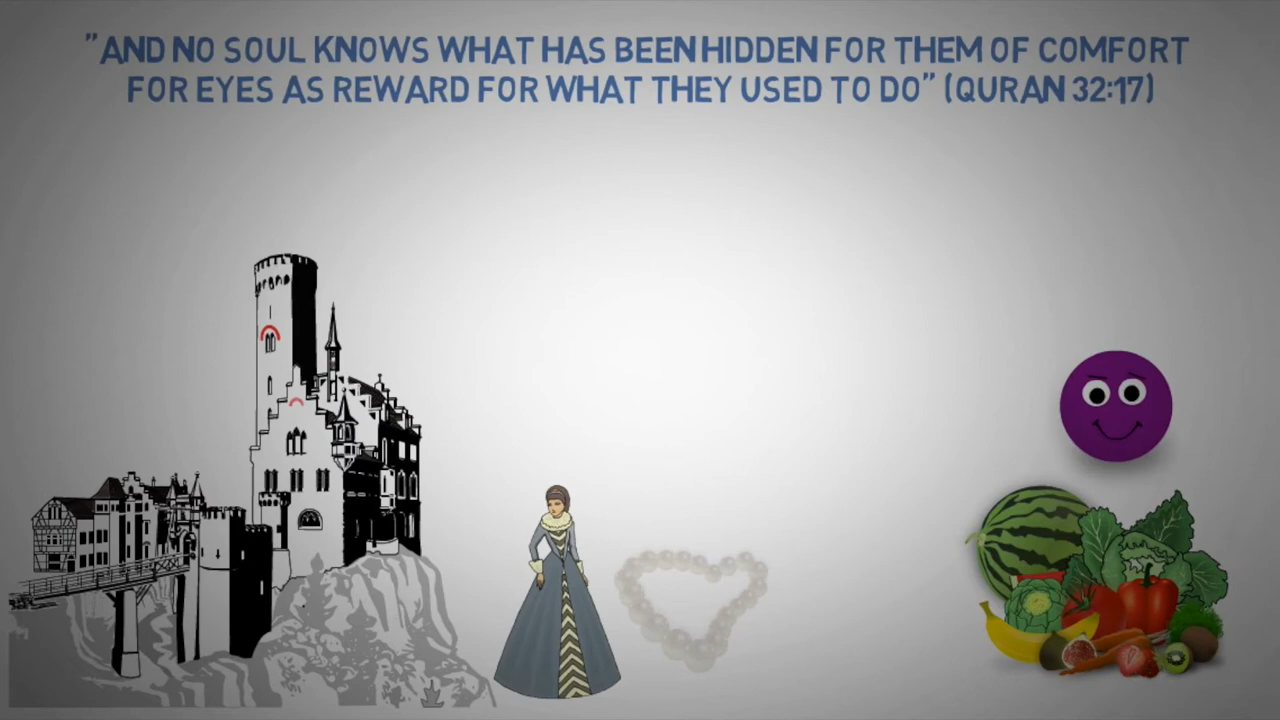 "AND NO SOUL KNOWS WHAT HAS BEEN HIDDEN FOR THEM OF COMFORT
FOR EYES AS REWARD FOR WHAT THEY USED TO DO" (QURAN 32:17)